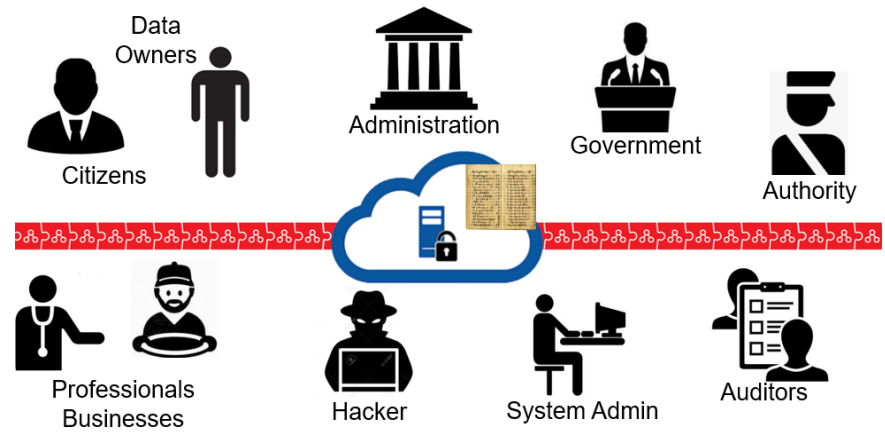 Data
Owners
Citizens
Administration
Government
Authority
Professionals
Businesses
Hacker
System Admin
Auditors